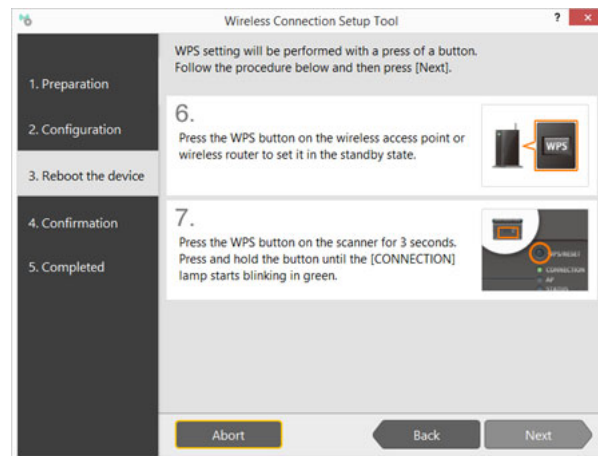 Wireless Connection Setup Tool
?
×
WPS setting will be performed with a press of a button.
Follow the procedure below and then press [Next].
1. Preparation
2. Configuration
3. Reboot the device
4. Confirmation
5. Completed
6.
Press the WPS button on the wireless access point or
wireless router to set it in the standby state.
WPS
7.
Press the WPS button on the scanner for 3 seconds.
Press and hold the button until the [CONNECTION]
lamp starts blinking in green.
WPS/RESET
CONNECTION
AP
STATUS
Abort
Back
Next